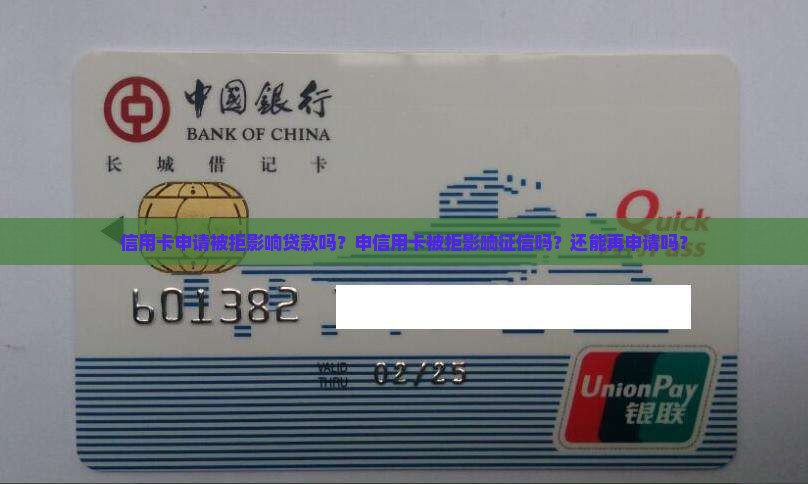 中國銀行
BANK OF CHINA
长城借记卡
Quick
Pass
信用卡申请被拒影响贷款吗？申信用卡被拒影响征信吗？还能再申请吗？
601382
VALID
THRU 02/25
UnionPay
银联